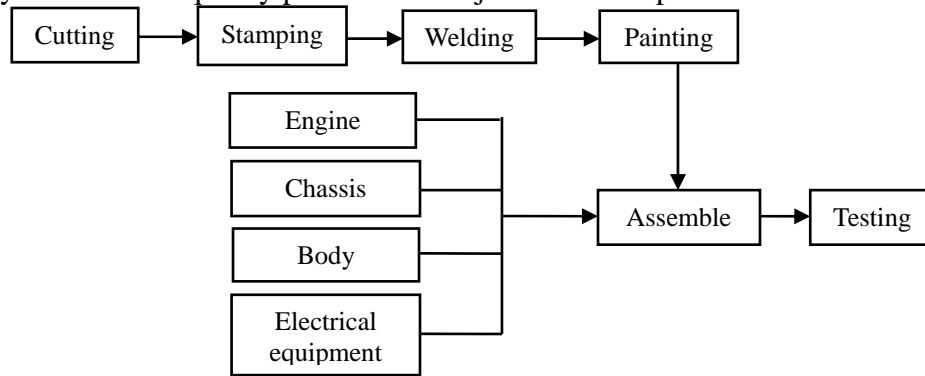 Cutting
Stamping
Welding
Painting
Engine
Chassis
Body
Electrical
equipment
Assemble
Testing